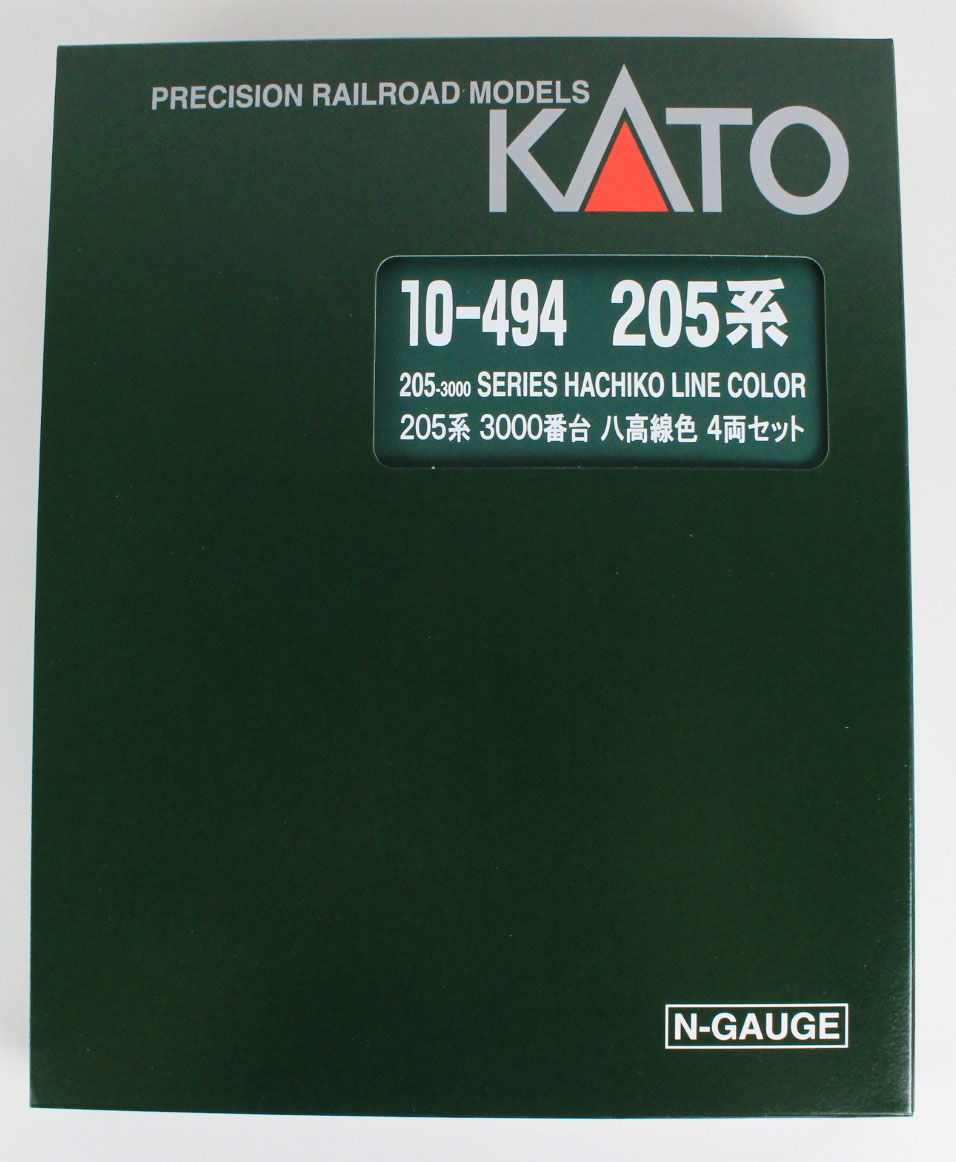 PRECISION RAILROAD MODELS
KATO
10-494 205系
205-3000 SERIES HACHIKO LINE COLOR
205系 3000番台 八高線色 4両セット
N-GAUGE